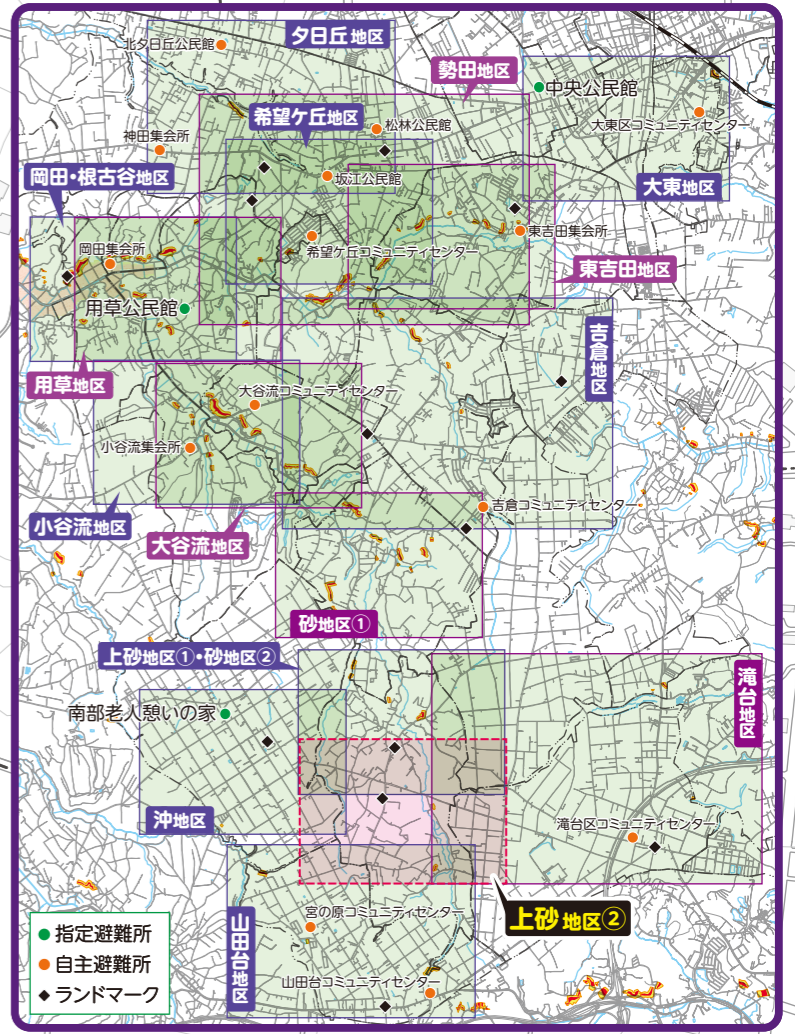 夕日丘地区
北夕日丘公民館
勢田地区
中央公民館
希望ケ丘地区
松林公民館
大東区コミュニティセンター
神田集会所
岡田・根古谷地区
坂江公民館
大東地区
岡田集会所
東吉田集会所
希望ケ丘コミュニティセンター
東吉田地区
用草公民館
吉倉地区
用草地区
大谷流コミュニティセンター
小谷流集会所
吉倉コミュニティセンター
小谷流地区
大谷流地区
砂地区①
上砂地区①・砂地区②
滝台地区
南部老人憩いの家
沖地区
滝台区コミュニティセンター
上砂地区②
宮の原コミュニティセンター
山田台地区
山田台コミュニティセンター
指定避難所
自主避難所
ランドマーク